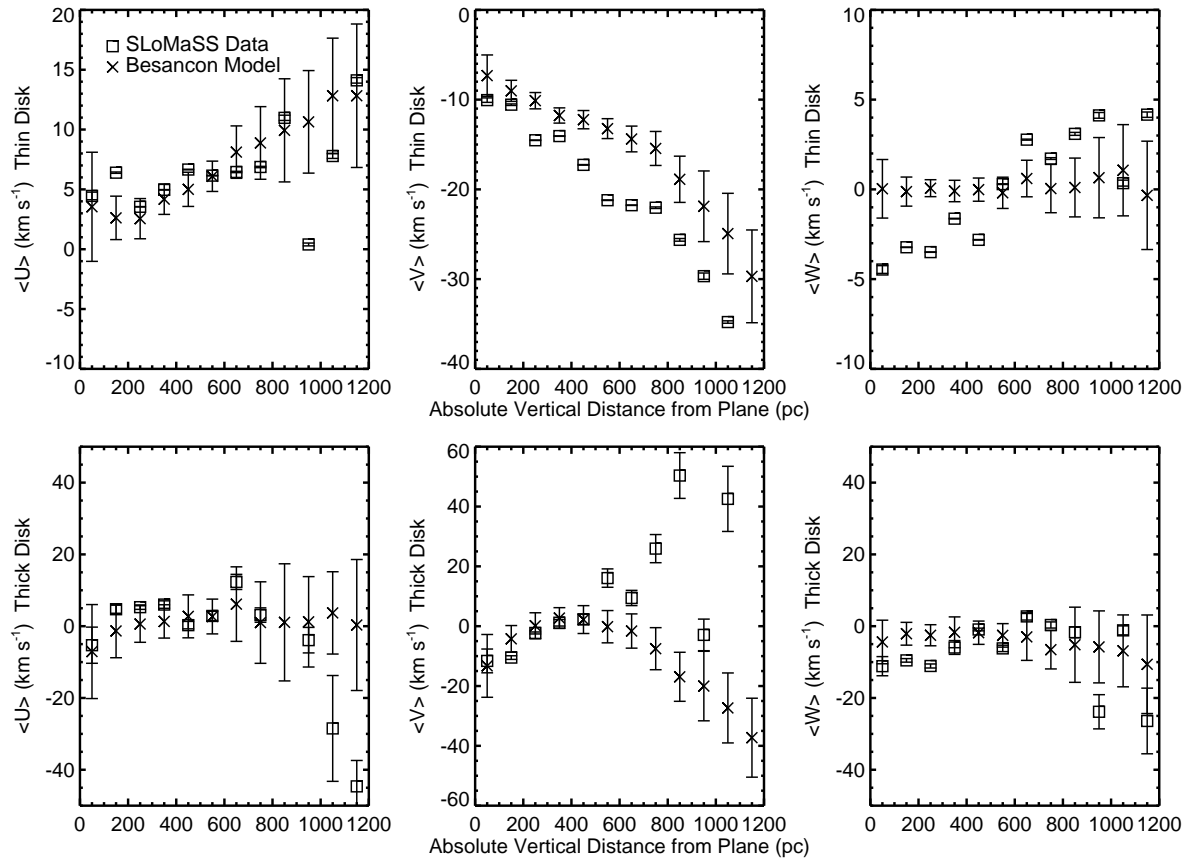 SLoMaSS Data
Besancon Model
<U> (km s⁻¹) Thin Disk
20
15
10
5
0
-5
-10
0 200 400 600 800 1000 1200
<V> (km s⁻¹) Thin Disk
0
-10
-20
-30
-40
0 200 400 600 800 1000 1200
Absolute Vertical Distance from Plane (pc)
<W> (km s⁻¹) Thin Disk
10
5
0
-5
-10
0 200 400 600 800 1000 1200
<U> (km s⁻¹) Thick Disk
40
20
0
-20
-40
0 200 400 600 800 1000 1200
<V> (km s⁻¹) Thick Disk
60
40
20
0
-20
-40
-60
0 200 400 600 800 1000 1200
Absolute Vertical Distance from Plane (pc)
<W> (km s⁻¹) Thick Disk
40
20
0
-20
-40
0 200 400 600 800 1000 1200